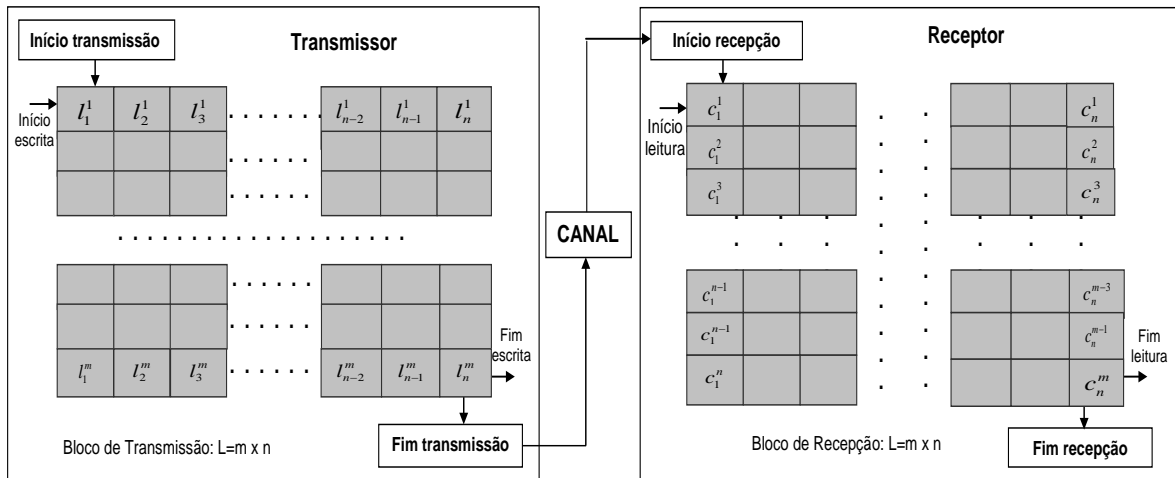 Início transmissão
Transmissor
Início escrita
l_1^1 l_2^1 l_3^1 . . . . . . . l_{n-2}^1 l_{n-1}^1 l_n^1
. . . . . .
. . . . . .
. . . . . . . . . . . . . . . . . . . .
. . . . . .
. . . . . .
l_1^m l_2^m l_3^m . . . . . . l_{n-2}^m l_{n-1}^m l_n^m
Fim escrita
Bloco de Transmissão: L=m x n
Fim transmissão
CANAL
Início recepção
Receptor
Início leitura
c_1^1 c_n^1
c_1^2 c_n^2
c_1^3 c_n^3
c_1^{n-1} c_n^{m-3}
c_1^{n-1} c_n^{m-1}
c_1^n c_n^m
Fim leitura
Bloco de Recepção: L=m x n
Fim recepção